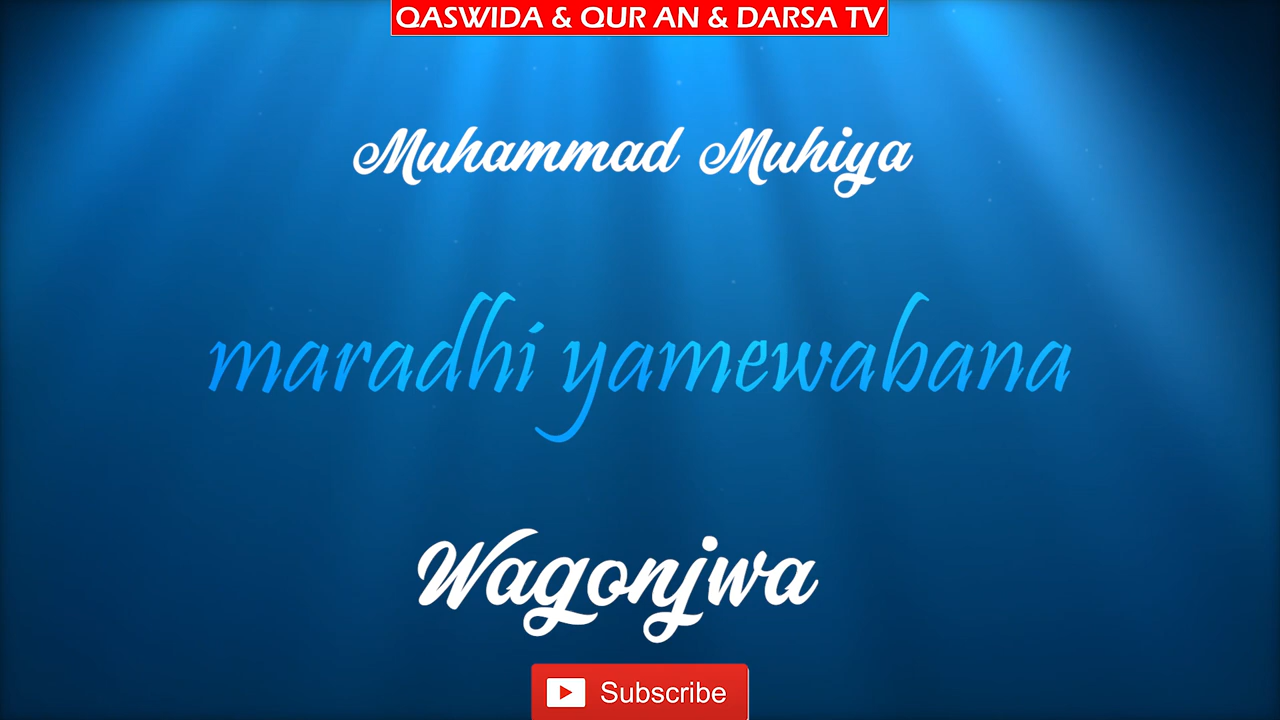 QASWIDA & QUR AN & DARSA TV
Muhammad Muhiya
maradhi yamewabana
Wagonjwa
Subscribe